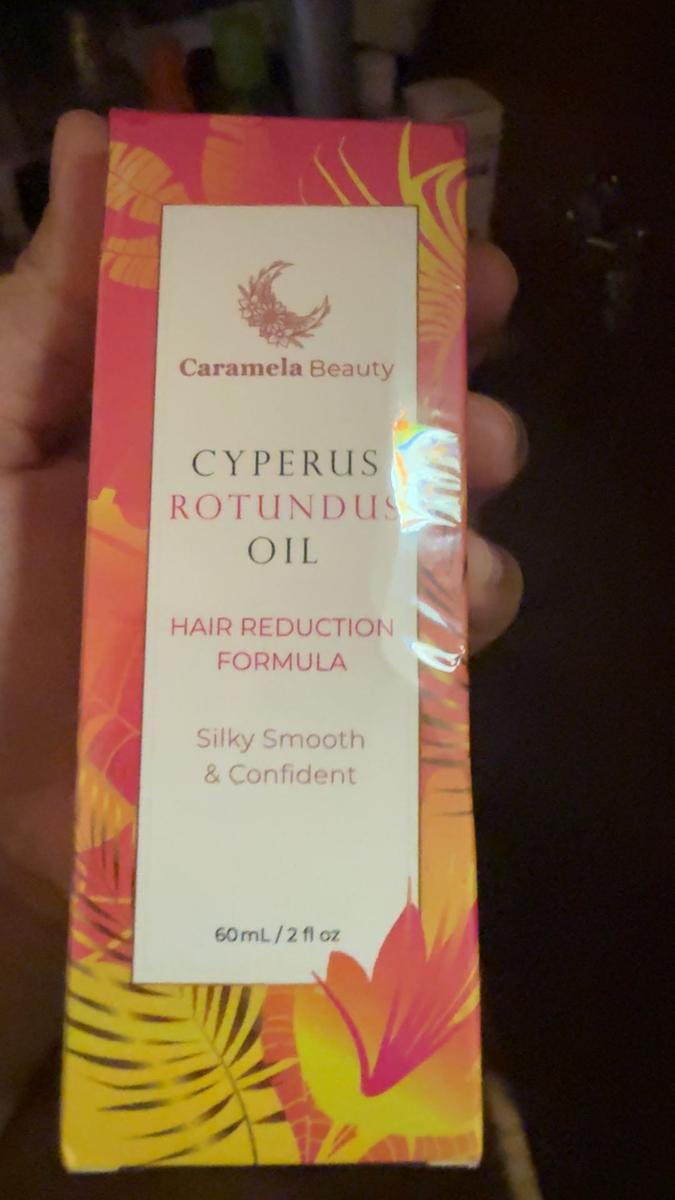 Caramela Beauty
CYPERUS
ROTUNDUS
OIL
HAIR REDUCTION
FORMULA
Silky Smooth
& Confident
60mL / 2 fl oz